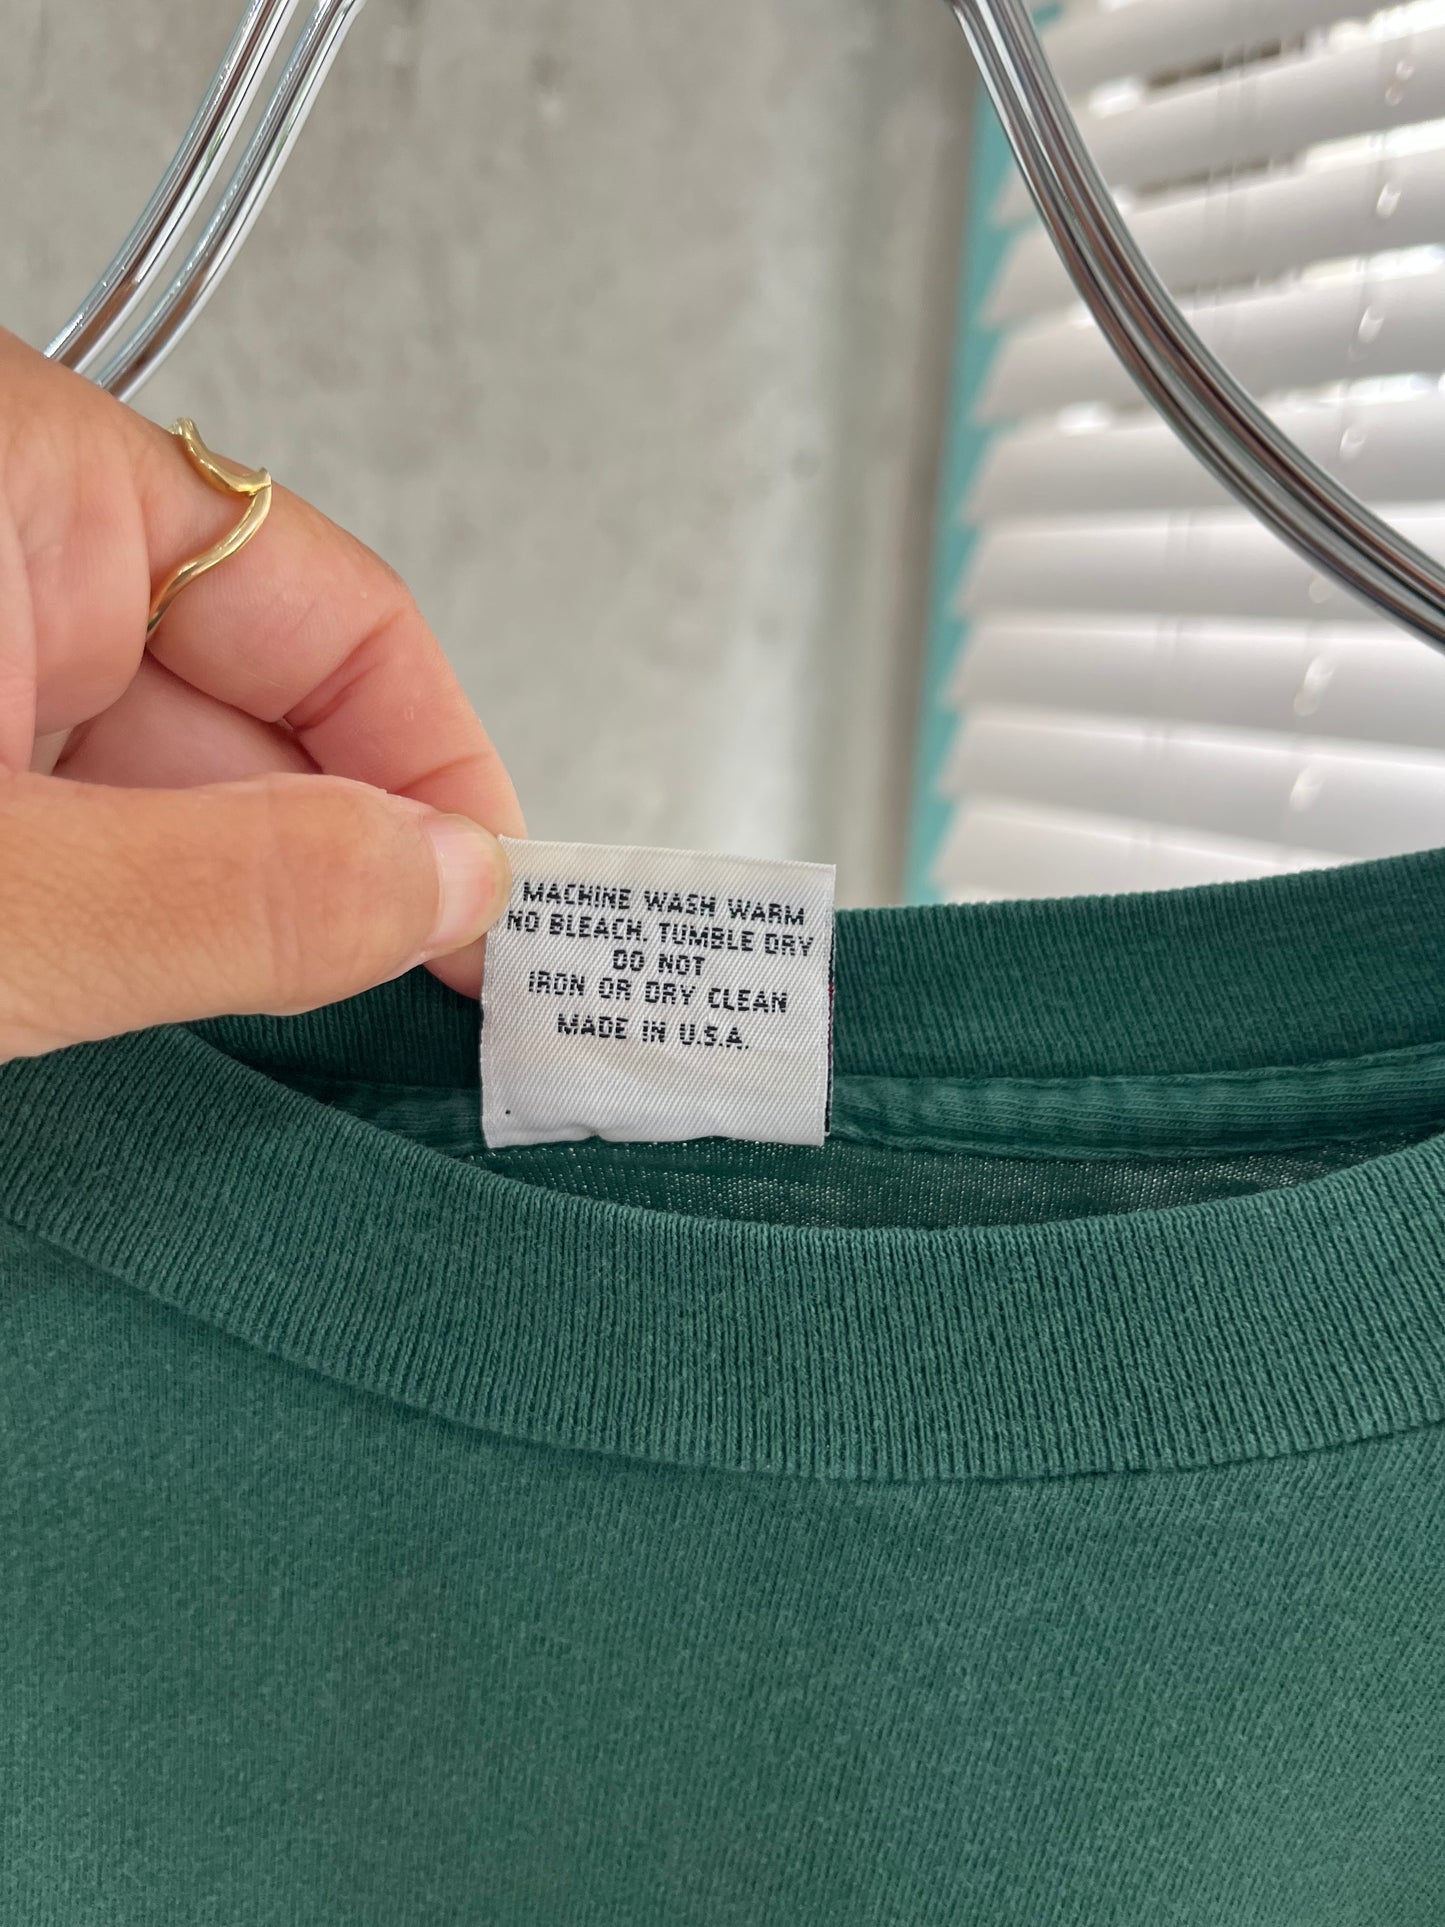 MACHINE WASH WARM
NO BLEACH. TUMBLE DRY
DO NOT
IRON OR DRY CLEAN
MADE IN U.S.A.